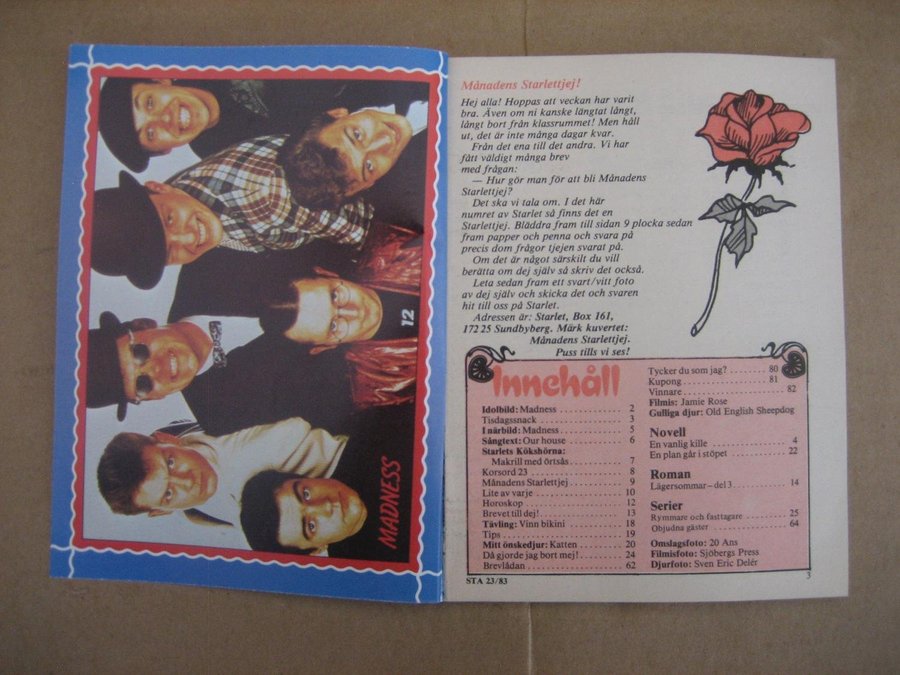 12
MADNESS
Månadens Starlettjej!
Hej alla! Hoppas att veckan har varit
bra. Även om ni kanske längtat långt,
långt bort från klassrummet! Men håll
ut, det är inte många dagar kvar.
Från det ena till det andra. Vi har
fått väldigt många brev
med frågan:
— Hur gör man för att bli Månadens
Starlettjej?
Det ska vi tala om. I det här
numret av Starlet så finns det en
Starlettjej. Bläddra fram till sidan 9 plocka sedan
fram papper och penna och svara på
precis dom frågor tjejen svarat på.
Om det är något särskilt du vill
berätta om dej själv så skriv det också.
Leta sedan fram ett svart/vitt foto
av dej själv och skicka det och svaren
hit till oss på Starlet.
Adressen är: Starlet, Box 161,
172 25 Sundbyberg. Märk kuvertet:
Månadens Starlettjej.
Puss tills vi ses!
Innehåll
Idolbild: Madness 2
Tisdagssnack 3
I närbild: Madness 5
Sångtext: Our house 6
Starlets Kökshörna:
Makrill med örtsås 7
Korsord 23 8
Månadens Starlettjej 9
Lite av varje 10
Horoskop 12
Brevet till dej! 13
Tävling: Vinn bikini 18
Tips 19
Mitt önskedjur: Katten 20
Då gjorde jag bort mej! 24
Brevlådan 62
Tycker du som jag? 80
Kupong 81
Vinnare 82
Filmis: Jamie Rose
Gulliga djur: Old English Sheepdog
Novell
En vanlig kille 4
En plan går i stöpet 22
Roman
Lägersommar – del 3 14
Serier
Rymmare och fasttagare 25
Objudna gäster 64
Omslagsfoto: 20 Ans
Filmisfoto: Sjöbergs Press
Djurfoto: Sven Eric Delér
STA 23/83
3